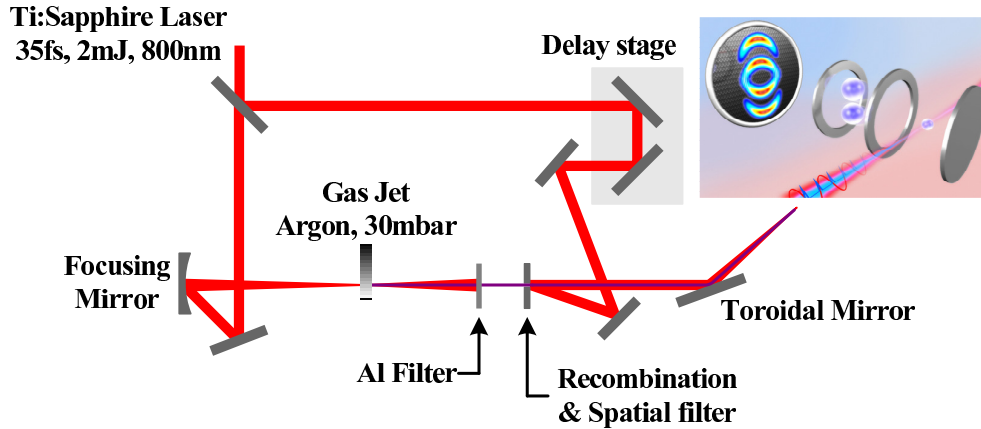 Ti:Sapphire Laser
35fs, 2mJ, 800nm
Delay stage
Gas Jet
Argon, 30mbar
Focusing
Mirror
Toroidal Mirror
Al Filter
Recombination
& Spatial filter